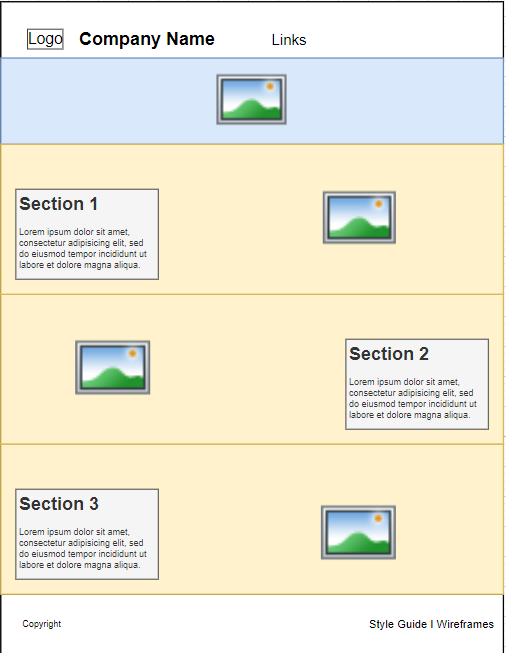 Logo Company Name Links
Section 1
Lorem ipsum dolor sit amet,
consectetur adipisicing elit, sed
do eiusmod tempor incididunt ut
labore et dolore magna aliqua.
Section 2
Lorem ipsum dolor sit amet,
consectetur adipisicing elit, sed
do eiusmod tempor incididunt ut
labore et dolore magna aliqua.
Section 3
Lorem ipsum dolor sit amet,
consectetur adipisicing elit, sed
do eiusmod tempor incididunt ut
labore et dolore magna aliqua.
Copyright Style Guide I Wireframes